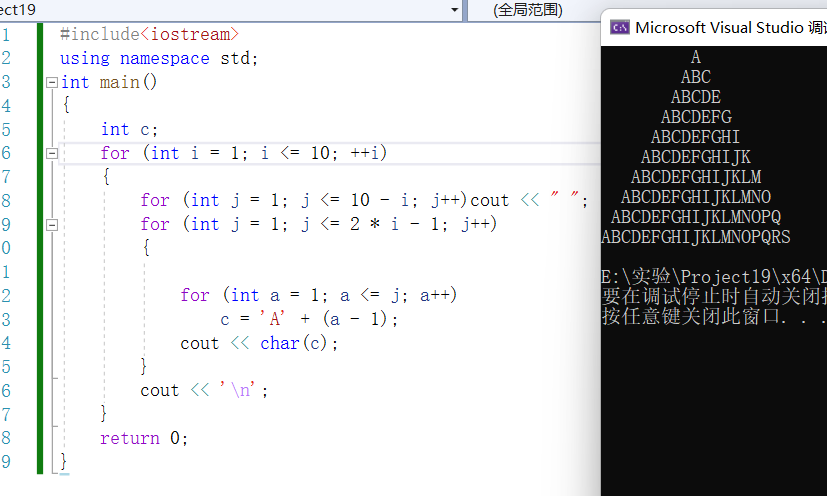 ect19 (全局范围)
1 #include<iostream>
2 using namespace std;
3 int main()
4 {
5 int c;
6 for (int i = 1; i <= 10; ++i)
7 {
8 for (int j = 1; j <= 10 - i; j++)cout << " ";
9 for (int j = 1; j <= 2 * i - 1; j++)
0 {
1
2 for (int a = 1; a <= j; a++)
3 c = 'A' + (a - 1);
4 cout << char(c);
5 }
6 cout << '\n';
7 }
8 return 0;
9 }
Microsoft Visual Studio 调试
A
ABC
ABCDE
ABCDEFG
ABCDEFGHI
ABCDEFGHIJK
ABCDEFGHIJKLM
ABCDEFGHIJKLMNO
ABCDEFGHIJKLMNOPQ
ABCDEFGHIJKLMNOPQRS
E:\实验\Project19\x64\D
要在调试停止时自动关闭
按任意键关闭此窗口. . .